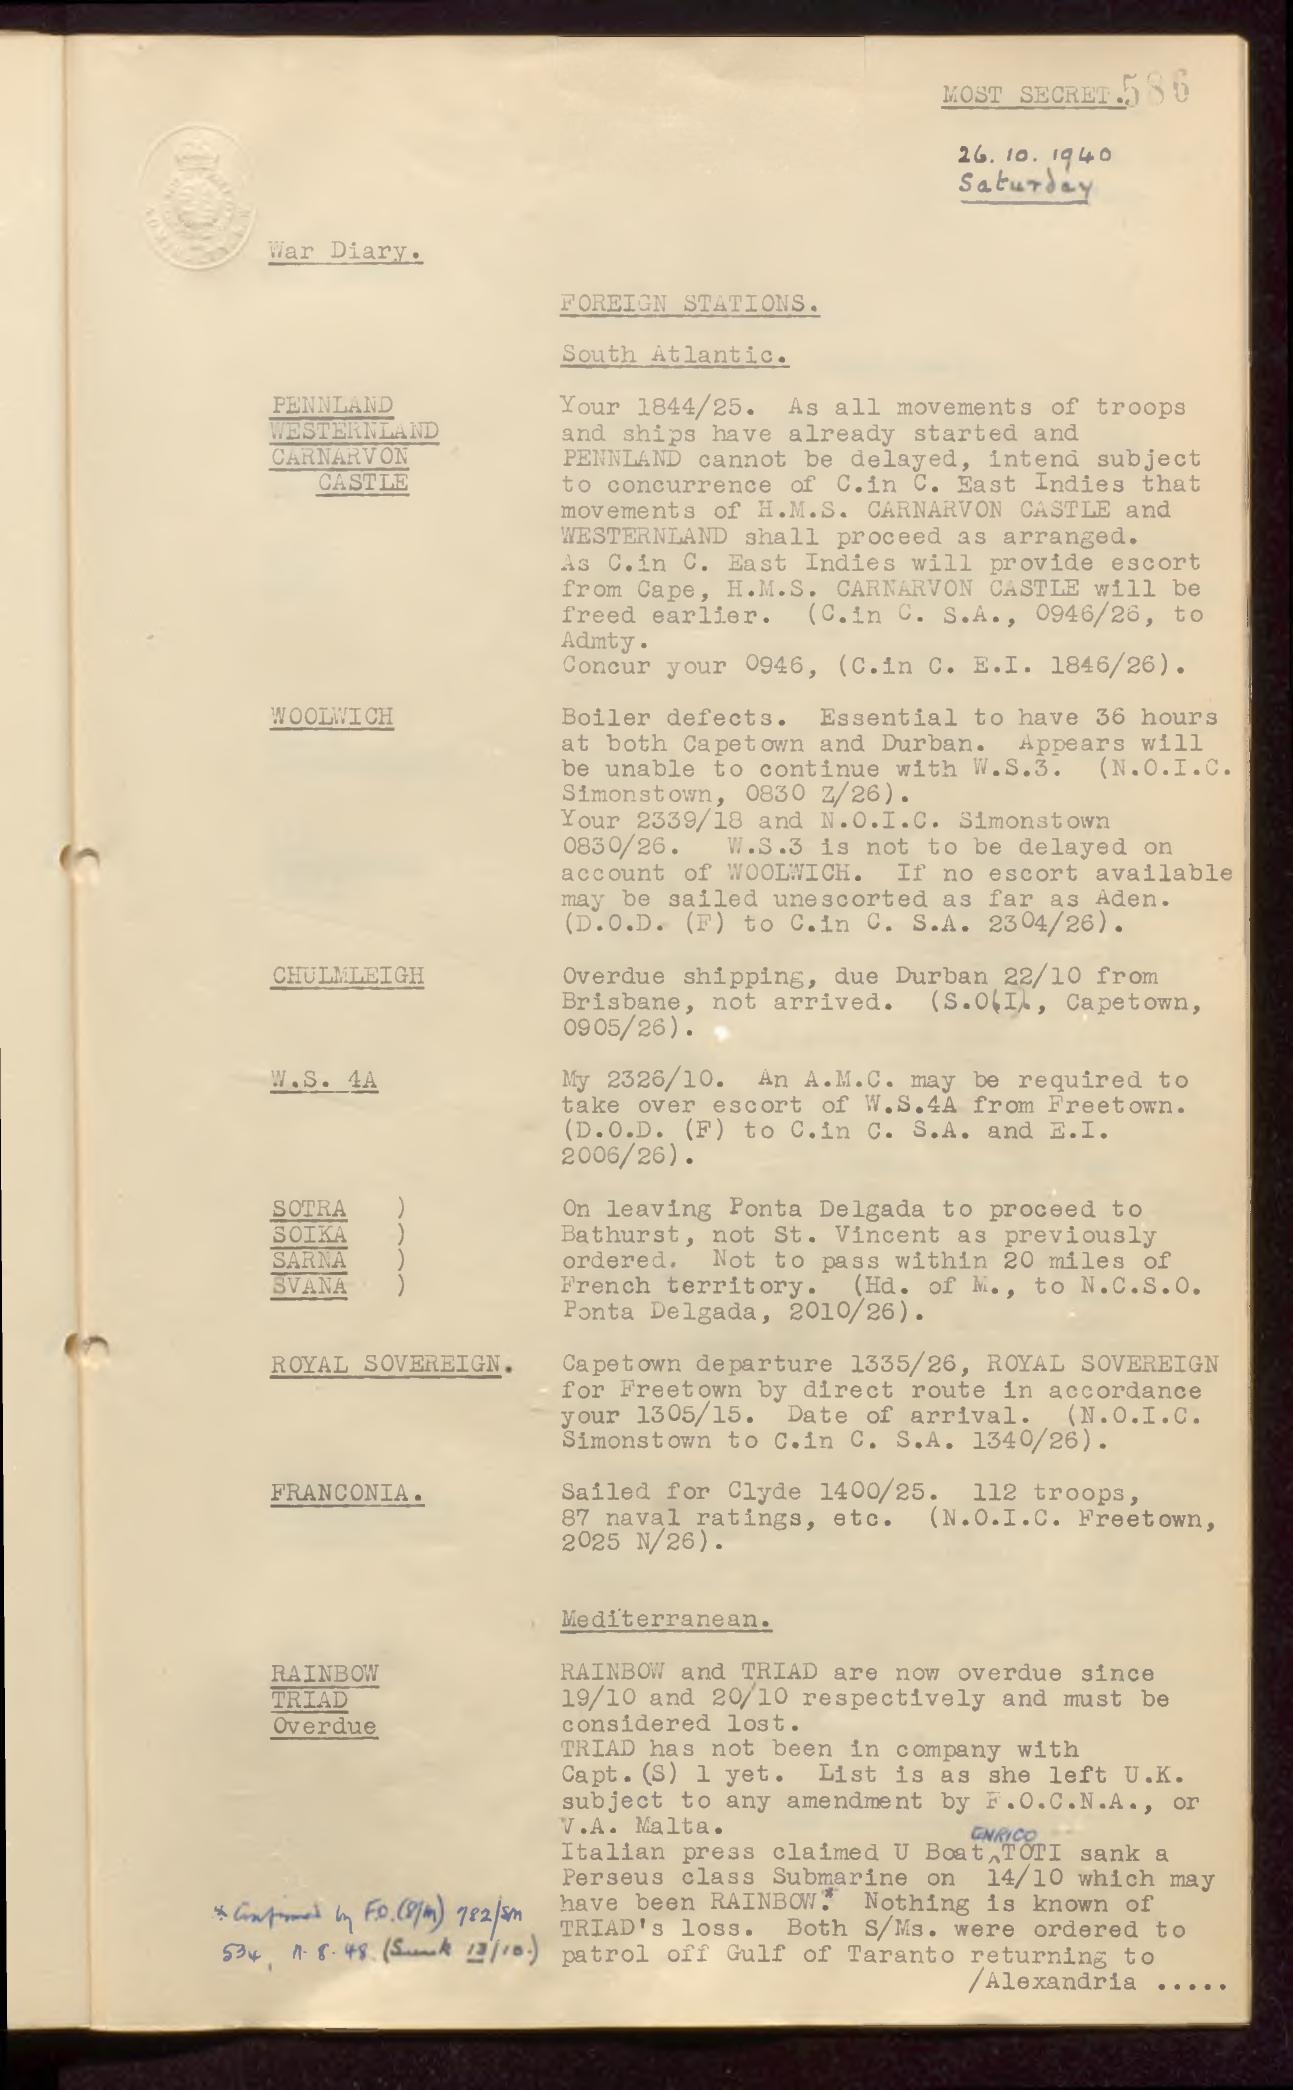 MOST SECRET. 586
26.10.1940
Saturday
War Diary.
FOREIGN STATIONS.
South Atlantic.
PENNLAND
WESTERNLAND
CARNARVON
CASTLE
Your 1844/25. As all movements of troops
and ships have already started and
PENNLAND cannot be delayed, intend subject
to concurrence of C.in C. East Indies that
movements of H.M.S. CARNARVON CASTLE and
WESTERNLAND shall proceed as arranged.
As C.in C. East Indies will provide escort
from Cape, H.M.S. CARNARVON CASTLE will be
freed earlier. (C.in C. S.A., 0946/26, to
Admty.
Concur your 0946, (C.in C. E.I. 1846/26).
WOOLWICH
Boiler defects. Essential to have 36 hours
at both Capetown and Durban. Appears will
be unable to continue with W.S.3. (N.O.I.C.
Simonstown, 0830 Z/26).
Your 2339/18 and N.O.I.C. Simonstown
0830/26. W.S.3 is not to be delayed on
account of WOOLWICH. If no escort available
may be sailed unescorted as far as Aden.
(D.O.D. (F) to C.in C. S.A. 2304/26).
CHULMLEIGH
Overdue shipping, due Durban 22/10 from
Brisbane, not arrived. (S.O(I)., Capetown,
0905/26).
W.S. 4A
My 2326/10. An A.M.C. may be required to
take over escort of W.S.4A from Freetown.
(D.O.D. (F) to C.in C. S.A. and E.I.
2006/26).
SOTRA )
SOIKA )
SARNA )
SVANA )
On leaving Ponta Delgada to proceed to
Bathurst, not St. Vincent as previously
ordered. Not to pass within 20 miles of
French territory. (Hd. of M., to N.C.S.O.
Ponta Delgada, 2010/26).
ROYAL SOVEREIGN.
Capetown departure 1335/26, ROYAL SOVEREIGN
for Freetown by direct route in accordance
your 1305/15. Date of arrival. (N.O.I.C.
Simonstown to C.in C. S.A. 1340/26).
FRANCONIA.
Sailed for Clyde 1400/25. 112 troops,
87 naval ratings, etc. (N.O.I.C. Freetown,
2025 N/26).
Mediterranean.
RAINBOW
TRIAD
Overdue
RAINBOW and TRIAD are now overdue since
19/10 and 20/10 respectively and must be
considered lost.
TRIAD has not been in company with
Capt.(S) 1 yet. List is as she left U.K.
subject to any amendment by F.O.C.N.A., or
V.A. Malta.
ENRICO
Italian press claimed U Boat ^TOTI sank a
Perseus class Submarine on 14/10 which may
have been RAINBOW.* Nothing is known of
TRIAD's loss. Both S/Ms. were ordered to
patrol off Gulf of Taranto returning to
/Alexandria .....
* Confirmed by F.O.(S/M) 782/SM
534, 11.8.48 (Sunk 13/10.)